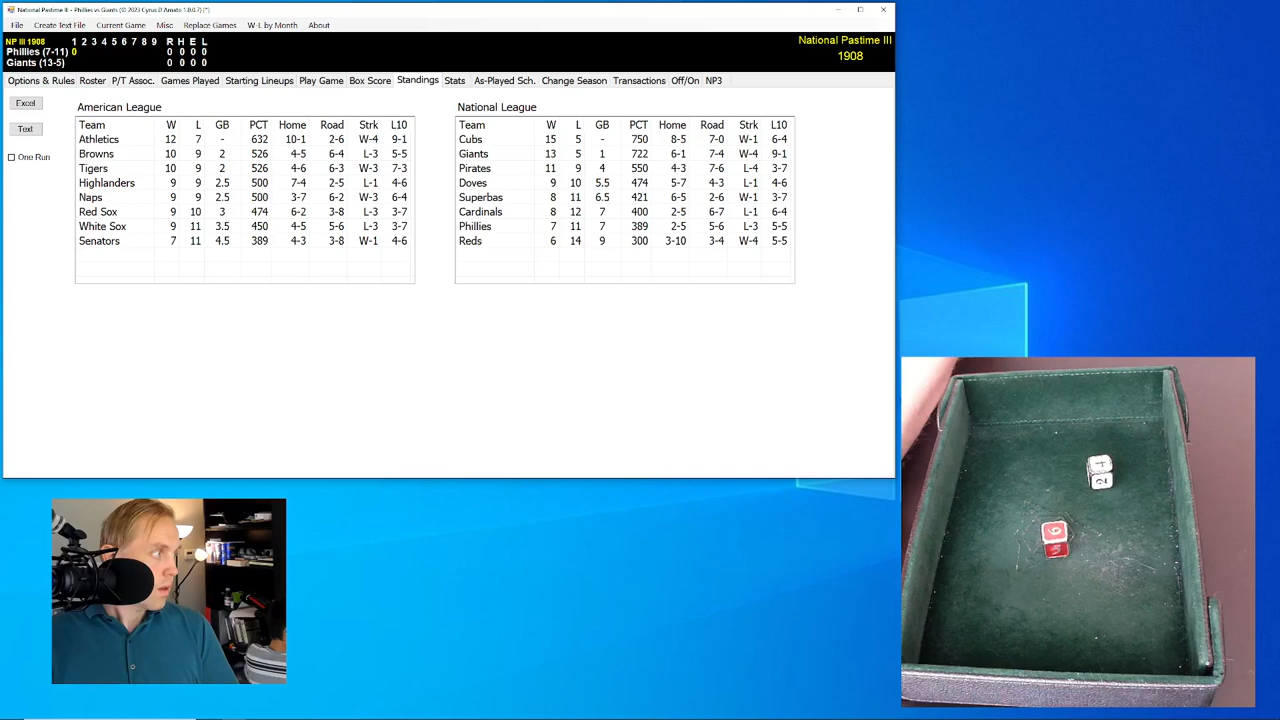 National Pastime III - Phillies vs Giants (© 2023 Cyrus D Amato 1.0.0.7) (*)
File Create Text File Current Game Misc Replace Games W-L by Month About
NP III 1908 1 2 3 4 5 6 7 8 9 R H E L
Phillies (7-11) 0 0 0 0 0
Giants (13-5) 0 0 0 0
National Pastime III
1908
Options & Rules Roster P/T Assoc. Games Played Starting Lineups Play Game Box Score Standings Stats As-Played Sch. Change Season Transactions Off/On NP3
Excel
Text
One Run
American League
Team W L GB PCT Home Road Strk L10
Athletics 12 7 - 632 10-1 2-6 W-4 9-1
Browns 10 9 2 526 4-5 6-4 L-3 5-5
Tigers 10 9 2 526 4-6 6-3 W-3 7-3
Highlanders 9 9 2.5 500 7-4 2-5 L-1 4-6
Naps 9 9 2.5 500 3-7 6-2 W-3 6-4
Red Sox 9 10 3 474 6-2 3-8 L-3 3-7
White Sox 9 11 3.5 450 4-5 5-6 L-3 3-7
Senators 7 11 4.5 389 4-3 3-8 W-1 4-6
National League
Team W L GB PCT Home Road Strk L10
Cubs 15 5 - 750 8-5 7-0 W-1 6-4
Giants 13 5 1 722 6-1 7-4 W-4 9-1
Pirates 11 9 4 550 4-3 7-6 L-4 3-7
Doves 9 10 5.5 474 5-7 4-3 L-1 4-6
Superbas 8 11 6.5 421 6-5 2-6 W-1 3-7
Cardinals 8 12 7 400 2-5 6-7 L-1 6-4
Phillies 7 11 7 389 2-5 5-6 L-3 5-5
Reds 6 14 9 300 3-10 3-4 W-4 5-5
2
6